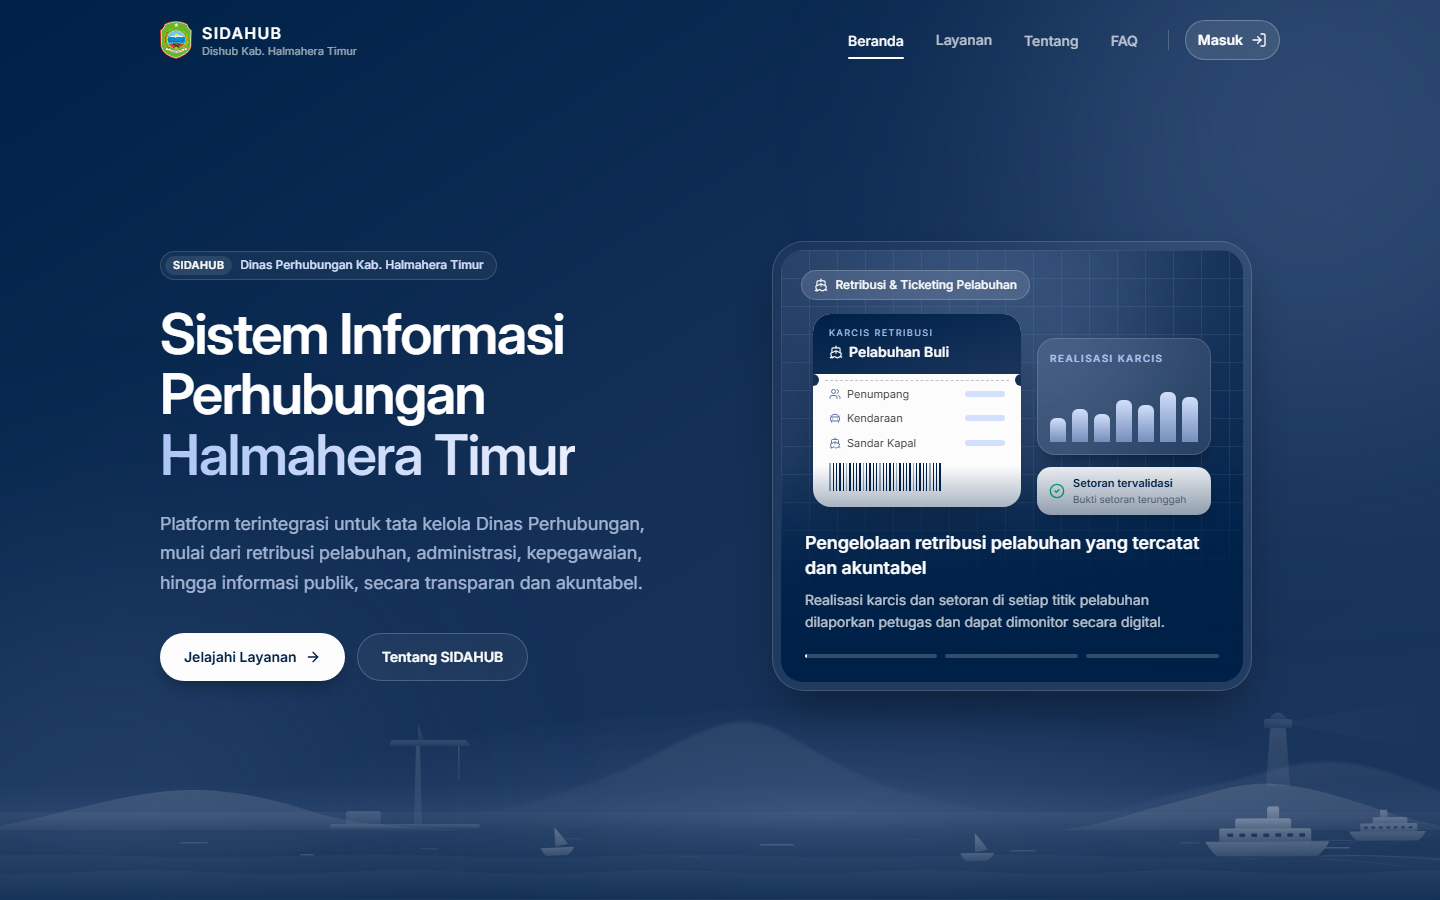 SIDAHUB
Dishub Kab. Halmahera Timur
Beranda
Layanan
Tentang
FAQ
Masuk
SIDAHUB Dinas Perhubungan Kab. Halmahera Timur
Sistem Informasi
Perhubungan
Halmahera Timur
Platform terintegrasi untuk tata kelola Dinas Perhubungan,
mulai dari retribusi pelabuhan, administrasi, kepegawaian,
hingga informasi publik, secara transparan dan akuntabel.
Jelajahi Layanan
Tentang SIDAHUB
Retribusi & Ticketing Pelabuhan
KARCIS RETRIBUSI
Pelabuhan Buli
Penumpang
Kendaraan
Sandar Kapal
REALISASI KARCIS
Setoran tervalidasi
Bukti setoran terunggah
Pengelolaan retribusi pelabuhan yang tercatat
dan akuntabel
Realisasi karcis dan setoran di setiap titik pelabuhan
dilaporkan petugas dan dapat dimonitor secara digital.